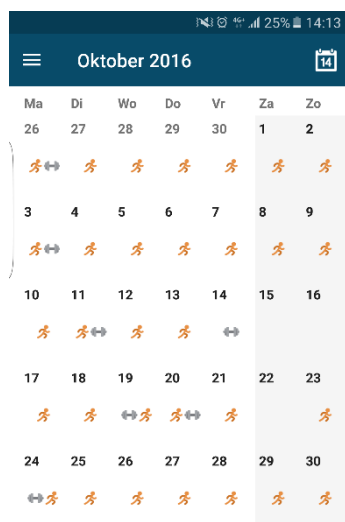 4G 25% 14:13
Oktober 2016 14
Ma Di Wo Do Vr Za Zo
26 27 28 29 30 1 2
3 4 5 6 7 8 9
10 11 12 13 14 15 16
17 18 19 20 21 22 23
24 25 26 27 28 29 30